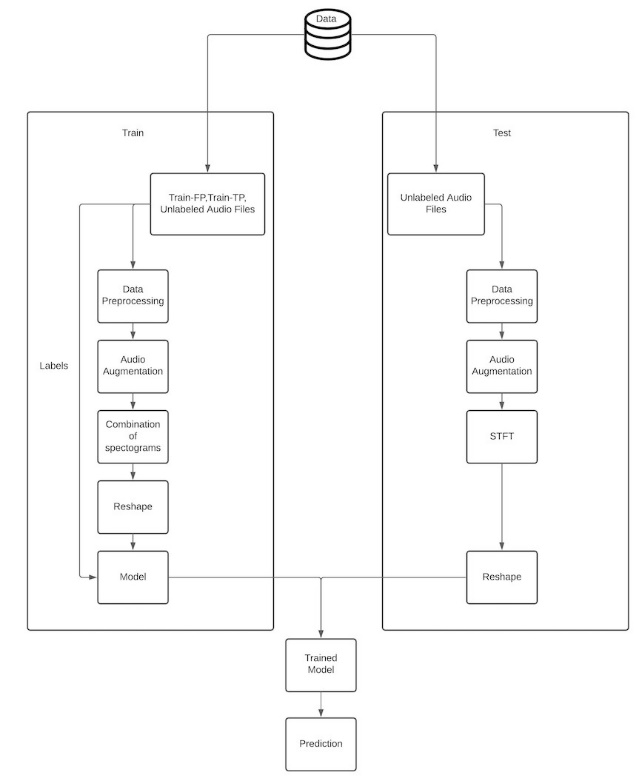 Data
Train
Train-FP,Train-TP,
Unlabeled Audio Files
Data
Preprocessing
Audio
Augmentation
Labels
Combination
of
spectograms
Reshape
Model
Test
Unlabeled Audio
Files
Data
Preprocessing
Audio
Augmentation
STFT
Reshape
Trained
Model
Prediction